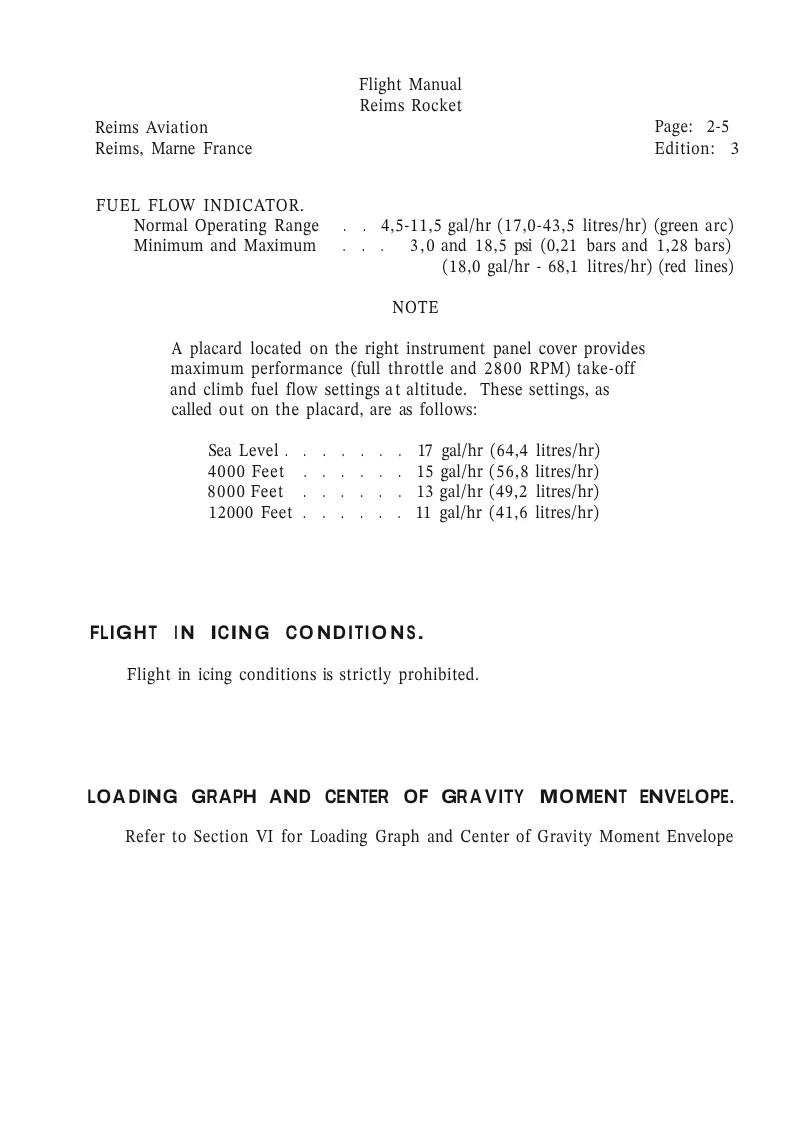 Flight Manual
Reims Rocket
Reims Aviation Page: 2-5
Reims, Marne France Edition: 3
FUEL FLOW INDICATOR.
Normal Operating Range . . 4,5-11,5 gal/hr (17,0-43,5 litres/hr) (green arc)
Minimum and Maximum . . . 3,0 and 18,5 psi (0,21 bars and 1,28 bars)
(18,0 gal/hr - 68,1 litres/hr) (red lines)
NOTE
A placard located on the right instrument panel cover provides
maximum performance (full throttle and 2800 RPM) take-off
and climb fuel flow settings at altitude. These settings, as
called out on the placard, are as follows:
Sea Level . . . . . . . 17 gal/hr (64,4 litres/hr)
4000 Feet . . . . . . 15 gal/hr (56,8 litres/hr)
8000 Feet . . . . . . 13 gal/hr (49,2 litres/hr)
12000 Feet . . . . . . 11 gal/hr (41,6 litres/hr)
FLIGHT IN ICING CONDITIONS.
Flight in icing conditions is strictly prohibited.
LOADING GRAPH AND CENTER OF GRAVITY MOMENT ENVELOPE.
Refer to Section VI for Loading Graph and Center of Gravity Moment Envelope